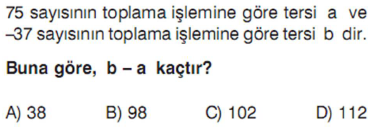 75 sayısının toplama işlemine göre tersi a ve
–37 sayısının toplama işlemine göre tersi b dir.
Buna göre, b – a kaçtır?
A) 38 B) 98 C) 102 D) 112